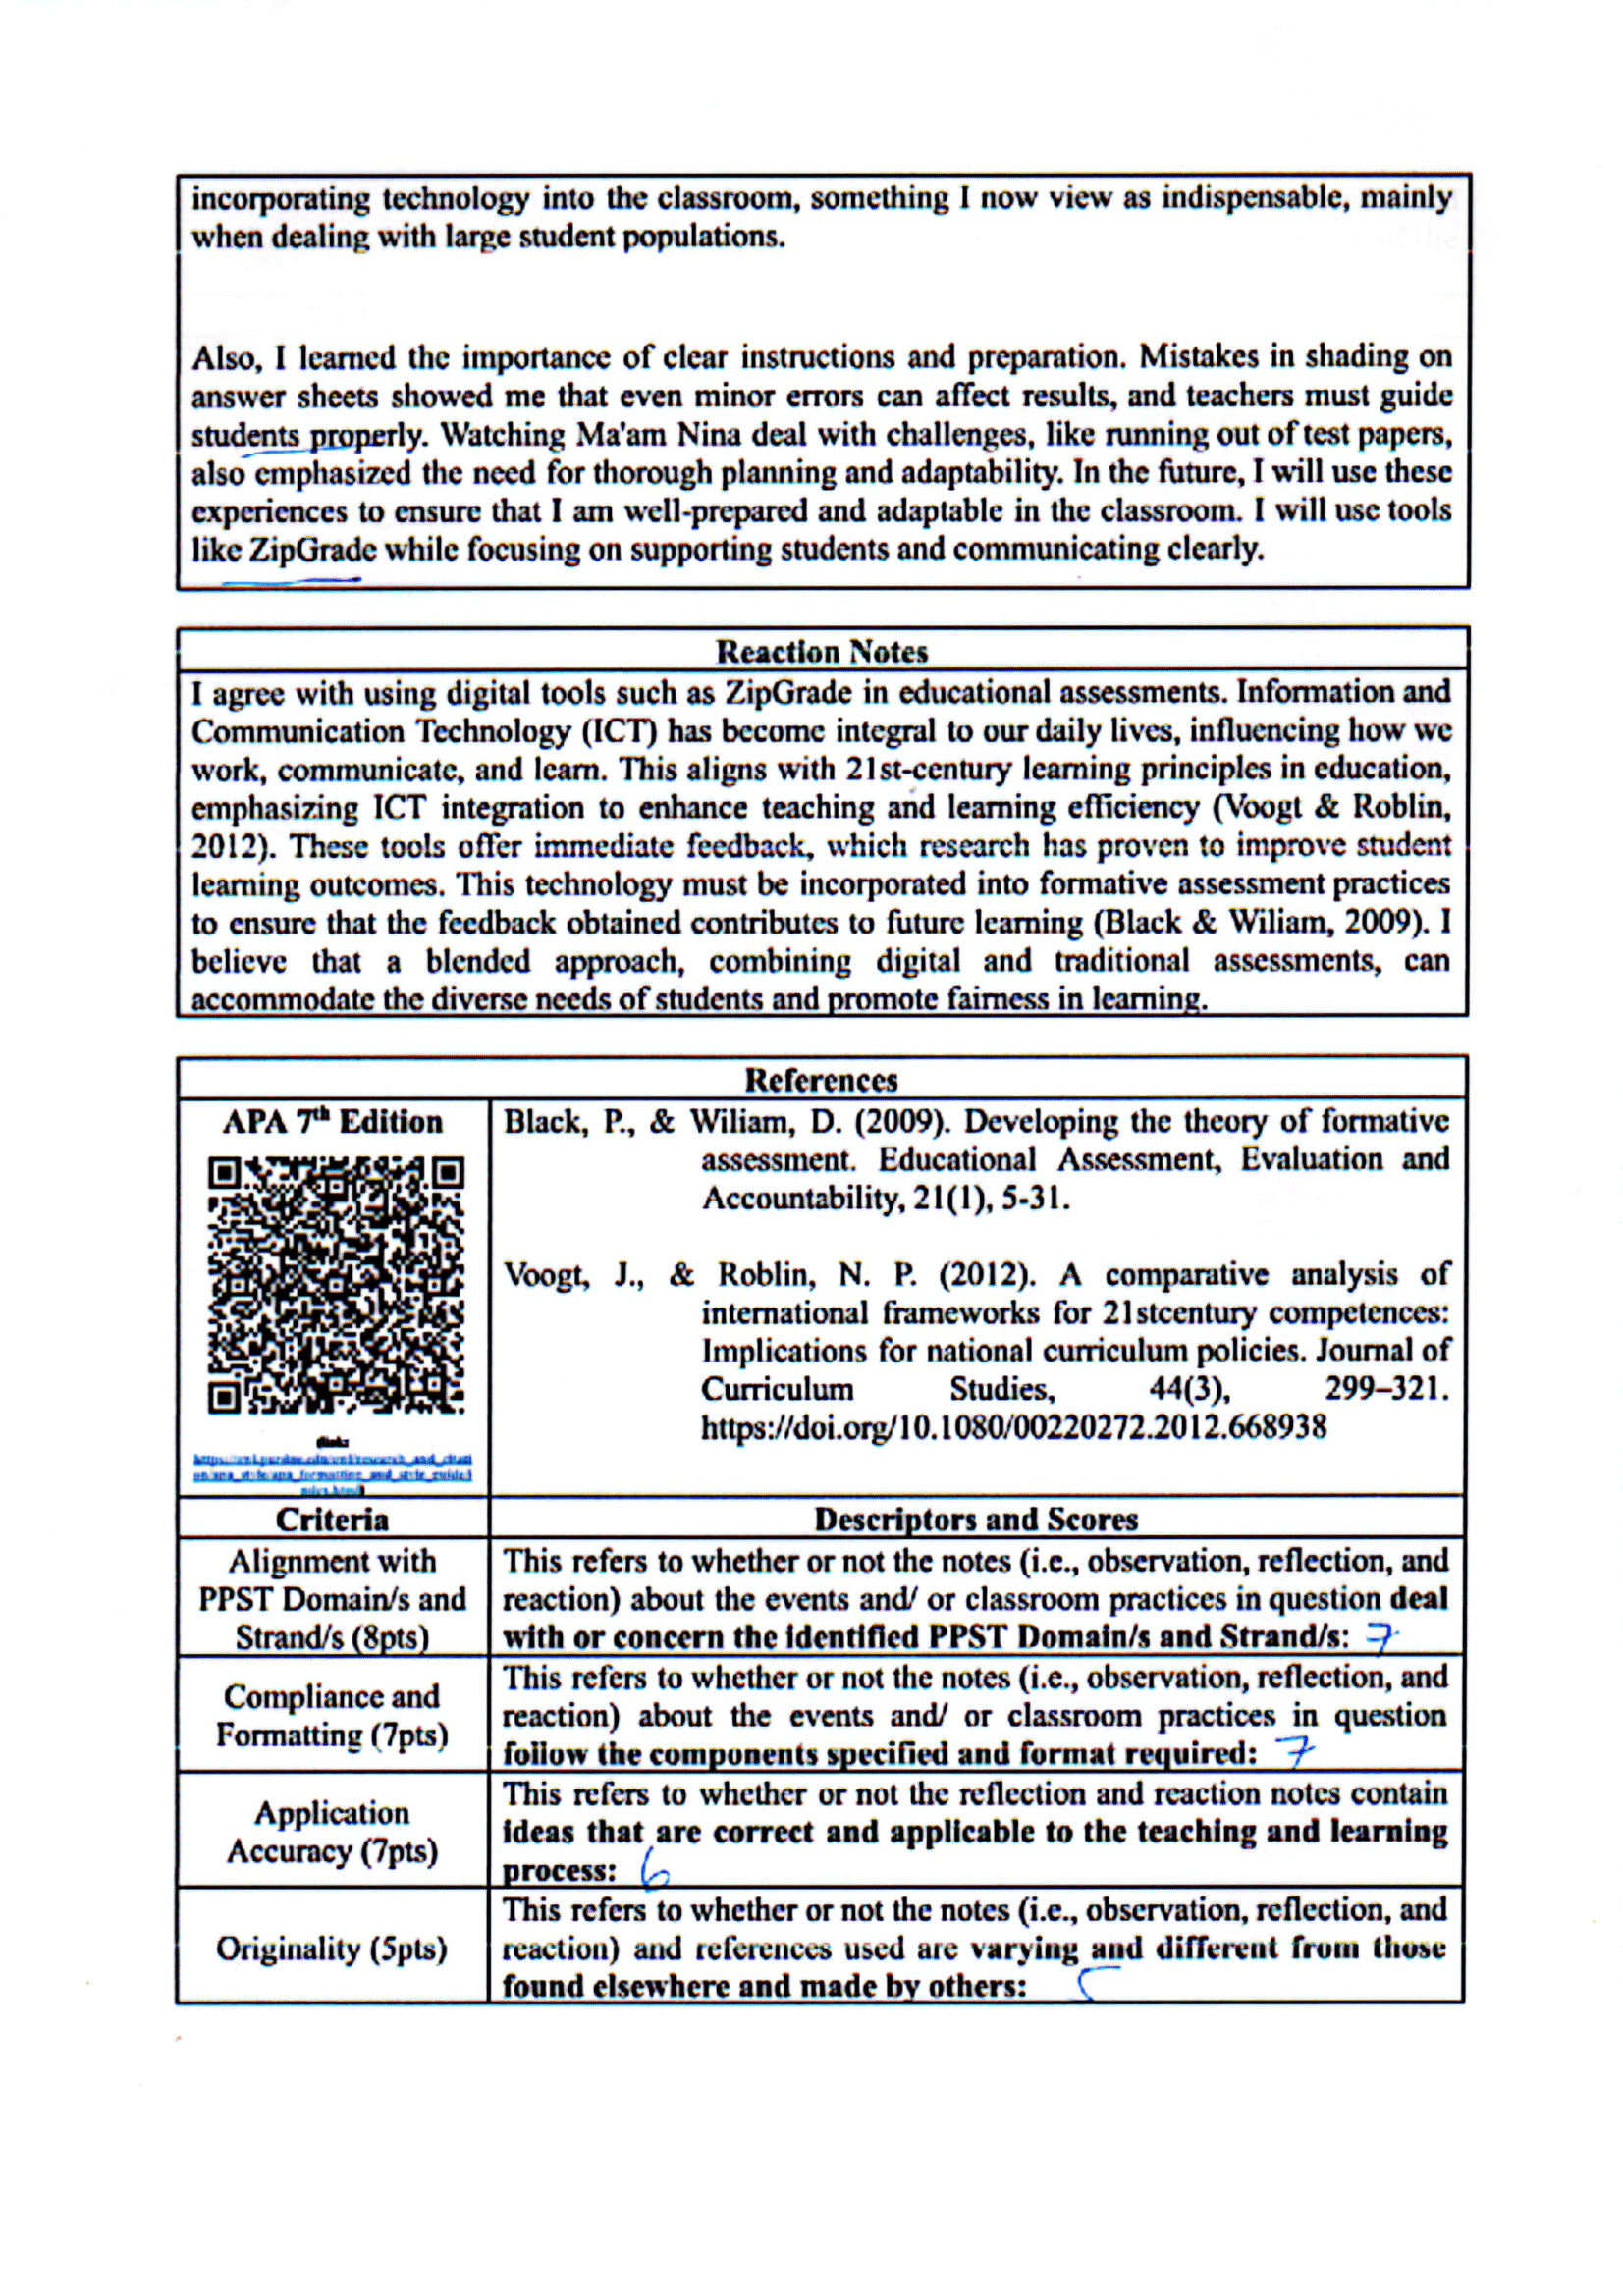 incorporating technology into the classroom, something I now view as indispensable, mainly
when dealing with large student populations.
Also, I learned the importance of clear instructions and preparation. Mistakes in shading on
answer sheets showed me that even minor errors can affect results, and teachers must guide
students properly. Watching Ma'am Nina deal with challenges, like running out of test papers,
also emphasized the need for thorough planning and adaptability. In the future, I will use these
experiences to ensure that I am well-prepared and adaptable in the classroom. I will use tools
like ZipGrade while focusing on supporting students and communicating clearly.
Reaction Notes
I agree with using digital tools such as ZipGrade in educational assessments. Information and
Communication Technology (ICT) has become integral to our daily lives, influencing how we
work, communicate, and learn. This aligns with 21st-century learning principles in education,
emphasizing ICT integration to enhance teaching and learning efficiency (Voogt & Roblin,
2012). These tools offer immediate feedback, which research has proven to improve student
learning outcomes. This technology must be incorporated into formative assessment practices
to ensure that the feedback obtained contributes to future learning (Black & Wiliam, 2009). I
believe that a blended approach, combining digital and traditional assessments, can
accommodate the diverse needs of students and promote fairness in learning.
References
APA 7th Edition
Black, P., & Wiliam, D. (2009). Developing the theory of formative
assessment. Educational Assessment, Evaluation and
Accountability, 21(1), 5-31.
Voogt, J., & Roblin, N. P. (2012). A comparative analysis of
international frameworks for 21stcentury competences:
Implications for national curriculum policies. Journal of
Curriculum Studies, 44(3), 299–321.
https://doi.org/10.1080/00220272.2012.668938
Criteria
Descriptors and Scores
Alignment with
PPST Domain/s and
Strand/s (8pts)
This refers to whether or not the notes (i.e., observation, reflection, and
reaction) about the events and/ or classroom practices in question deal
with or concern the identified PPST Domain/s and Strand/s: 7
Compliance and
Formatting (7pts)
This refers to whether or not the notes (i.e., observation, reflection, and
reaction) about the events and/ or classroom practices in question
follow the components specified and format required: 7
Application
Accuracy (7pts)
This refers to whether or not the reflection and reaction notes contain
ideas that are correct and applicable to the teaching and learning
process: 6
Originality (5pts)
This refers to whether or not the notes (i.e., observation, reflection, and
reaction) and references used are varying and different from those
found elsewhere and made by others: 5